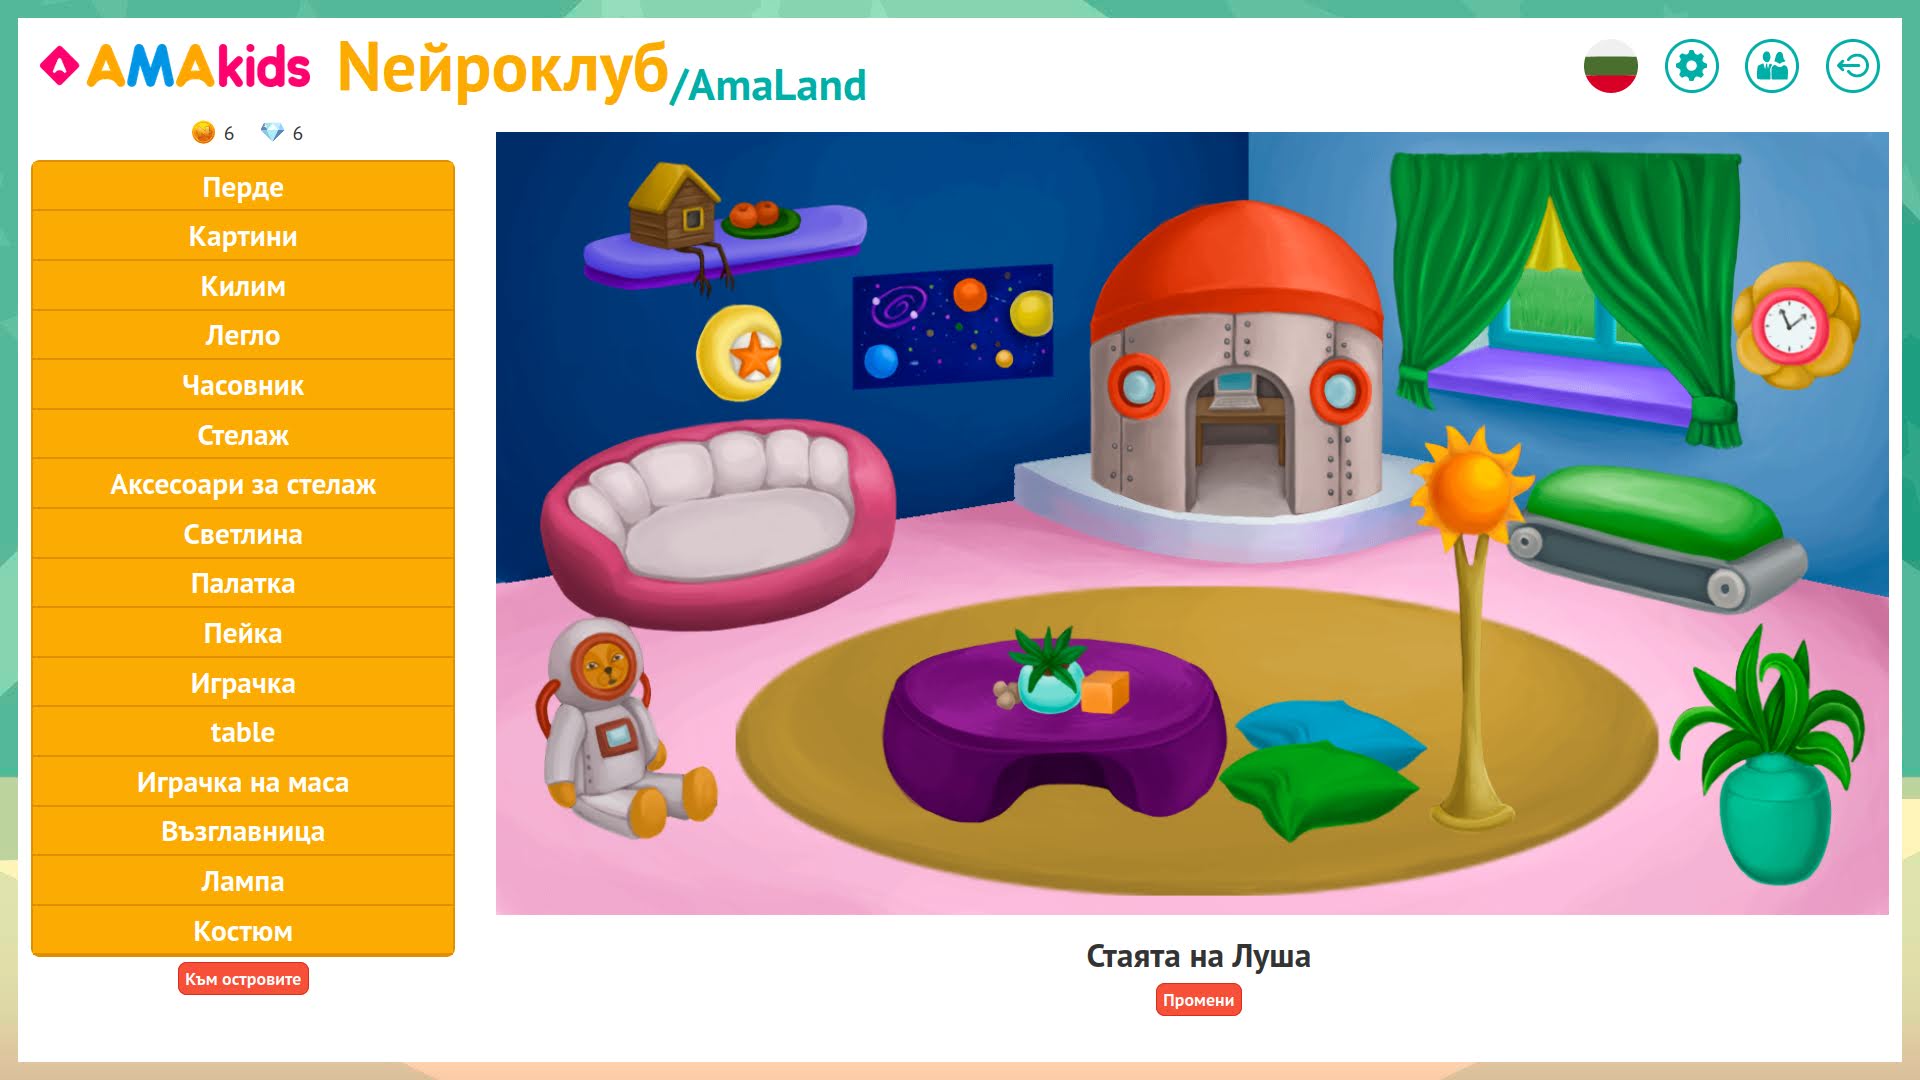 AMAkids Nейроклуб/AmaLand
6 6
Перде
Картини
Килим
Легло
Часовник
Стелаж
Аксесоари за стелаж
Светлина
Палатка
Пейка
Играчка
table
Играчка на маса
Възглавница
Лампа
Костюм
Към островите
Стаята на Луша
Промени